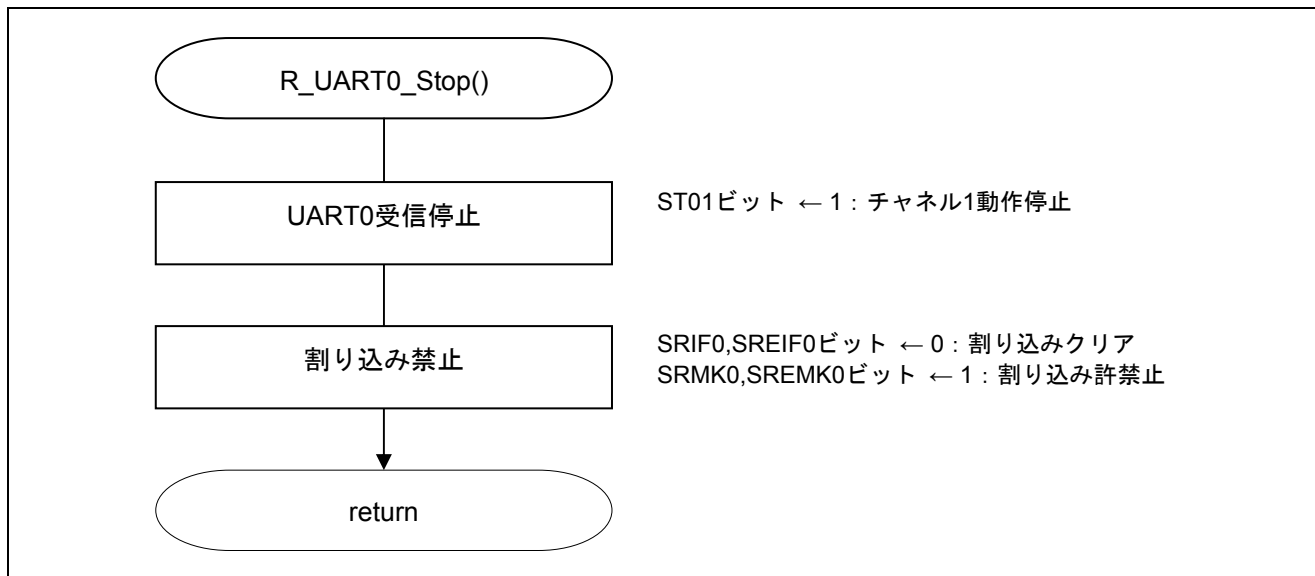 R_UART0_Stop()
UART0受信停止
ST01ビット ← 1：チャネル1動作停止
割り込み禁止
SRIF0,SREIF0ビット ← 0：割り込みクリア
SRMK0,SREMK0ビット ← 1：割り込み許禁止
return